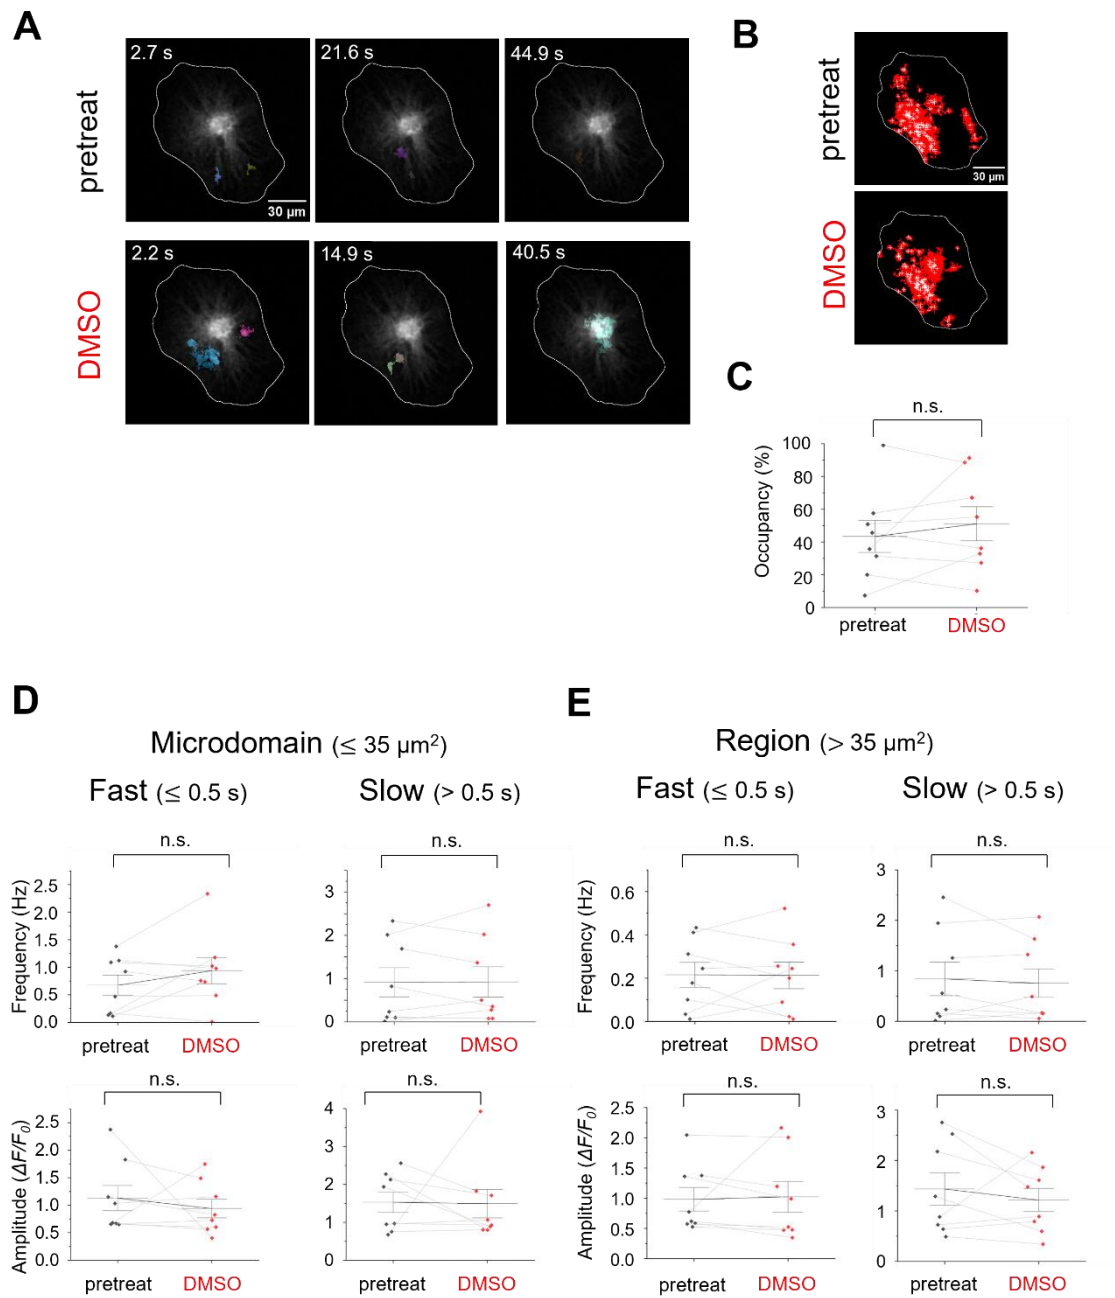 A
pretreat
2.7 s
21.6 s
44.9 s
30 μm
DMSO
2.2 s
14.9 s
40.5 s
B
pretreat
30 μm
DMSO
C
n.s.
Occupancy (%)
100
80
60
40
20
0
pretreat DMSO
D
Microdomain (≤ 35 μm²)
Fast (≤ 0.5 s)
Slow (> 0.5 s)
n.s.
Frequency (Hz)
2.5
1.5
1.0
0.5
0.0
pretreat DMSO
n.s.
3
2
1
0
pretreat DMSO
n.s.
Amplitude (ΔF/F₀)
2.5
2.0
1.5
1.0
0.5
0.0
pretreat DMSO
n.s.
4
3
2
1
0
pretreat DMSO
E
Region (> 35 μm²)
Fast (≤ 0.5 s)
Slow (> 0.5 s)
n.s.
Frequency (Hz)
0.6
0.4
0.2
0.0
pretreat DMSO
n.s.
3
2
1
0
pretreat DMSO
n.s.
Amplitude (ΔF/F₀)
2.5
2.0
1.5
1.0
0.5
0.0
pretreat DMSO
n.s.
3
2
1
0
pretreat DMSO